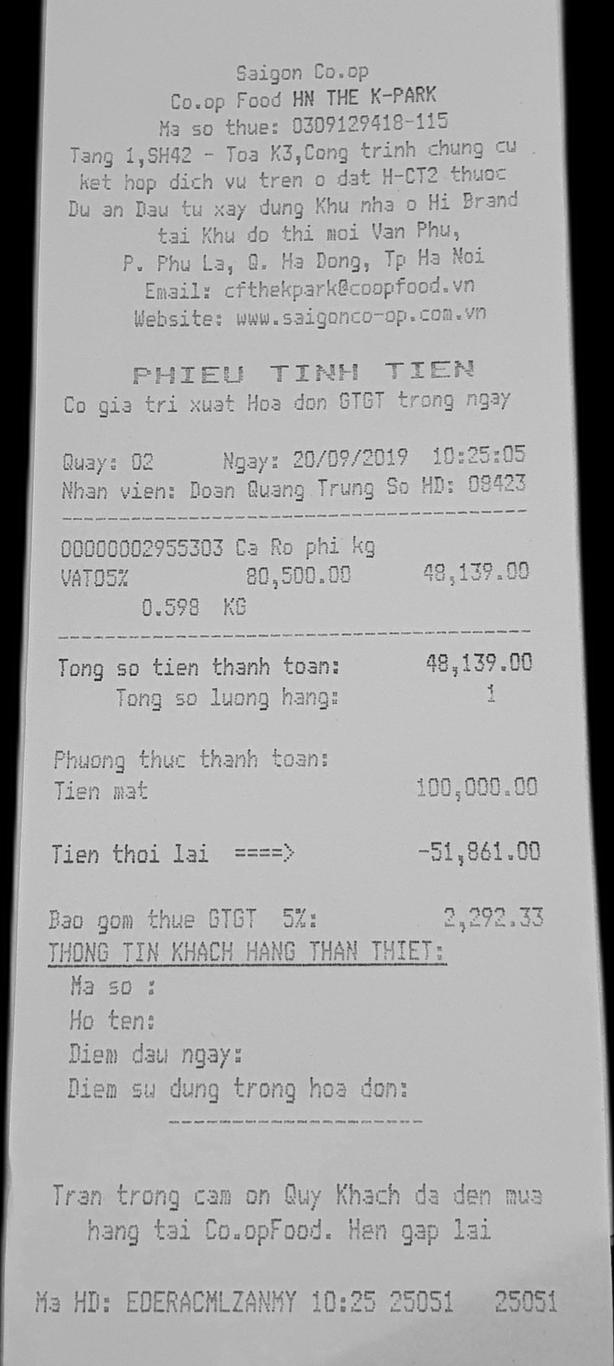 Saigon Co.op
Co.op Food HN THE K-PARK
Ma so thue: 0309129418-115
Tang 1,SH42 - Toa K3,Cong trinh chung cu
ket hop dich vu tren o dat H-CT2 thuoc
Du an Dau tu xay dung Khu nha o Hi Brand
tai Khu do thi moi Van Phu,
P. Phu La, Q. Ha Dong, Tp Ha Noi
Email: cfthekpark@coopfood.vn
Website: www.saigonco-op.com.vn
PHIEU TINH TIEN
Co gia tri xuat Hoa don GTGT trong ngay
Quay: 02 Ngay: 20/09/2019 10:25:05
Nhan vien: Doan Quang Trung So HD: 08423
00000002955303 Ca Ro phi kg
VAT05% 80,500.00 48,139.00
0.598 KG
Tong so tien thanh toan: 48,139.00
Tong so luong hang: 1
Phuong thuc thanh toan:
Tien mat 100,000.00
Tien thoi lai ====> -51,861.00
Bao gom thue GTGT 5%: 2,292.33
THONG TIN KHACH HANG THAN THIET:
Ma so :
Ho ten:
Diem dau ngay:
Diem su dung trong hoa don:
Tran trong cam on Quy Khach da den mua
hang tai Co.opFood. Hen gap lai
Ma HD: EDERACMLZANMY 10:25 25051 25051